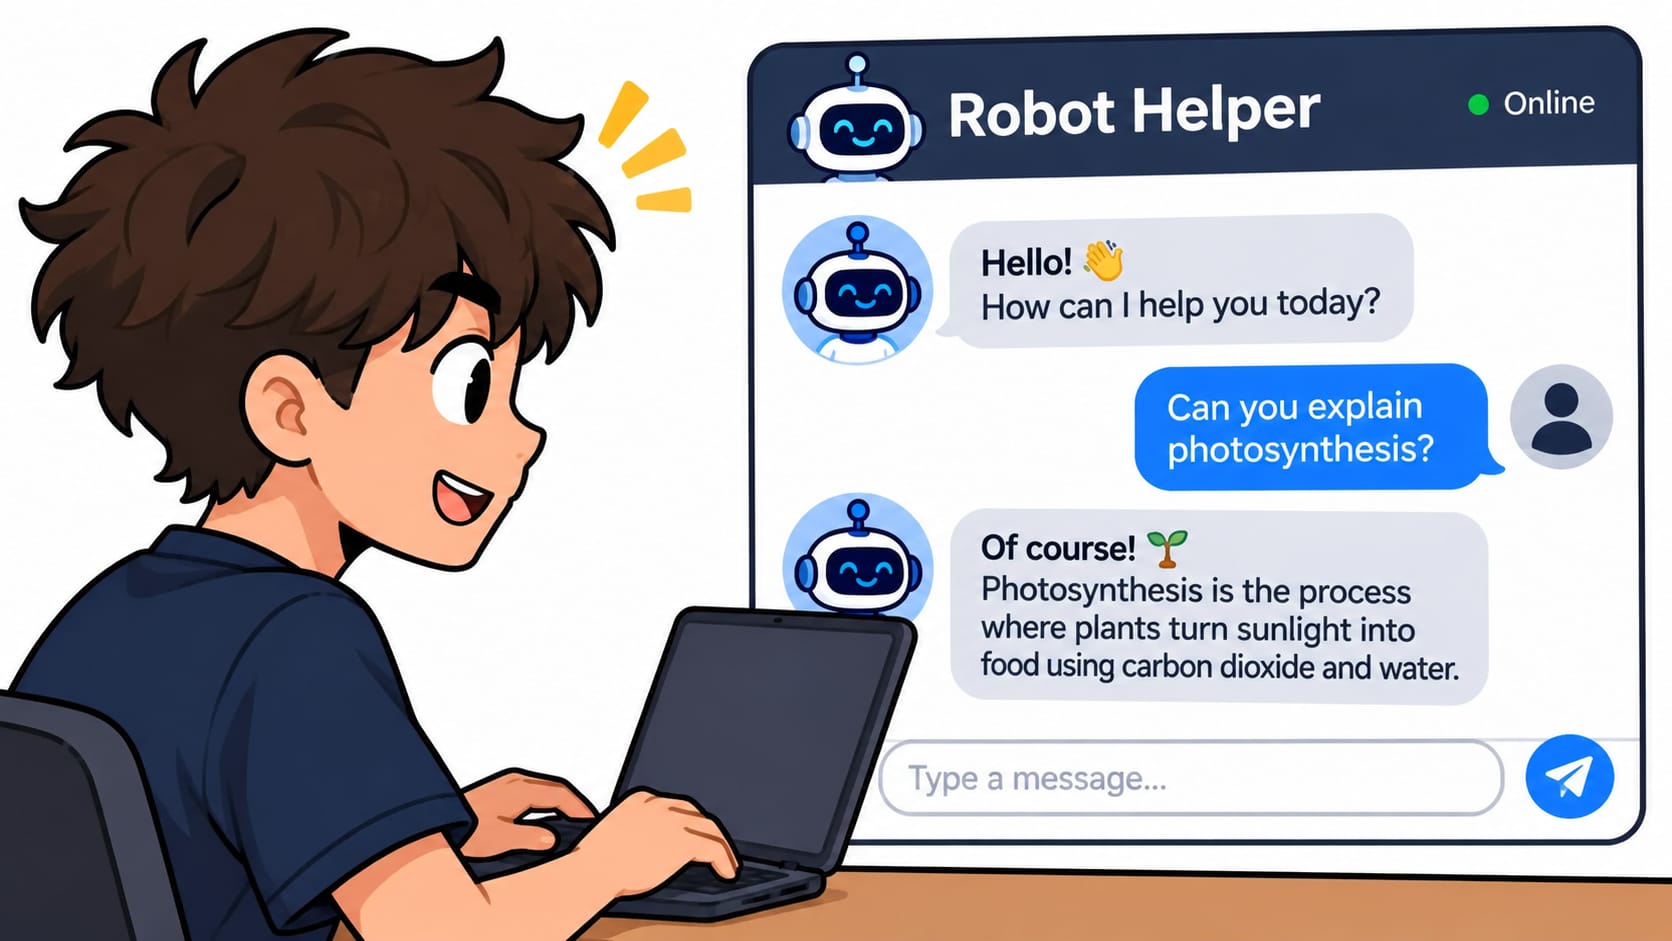 Robot Helper
Online
Hello! 👋
How can I help you today?
Can you explain
photosynthesis?
Of course! 🌱
Photosynthesis is the process
where plants turn sunlight into
food using carbon dioxide and water.
Type a message...